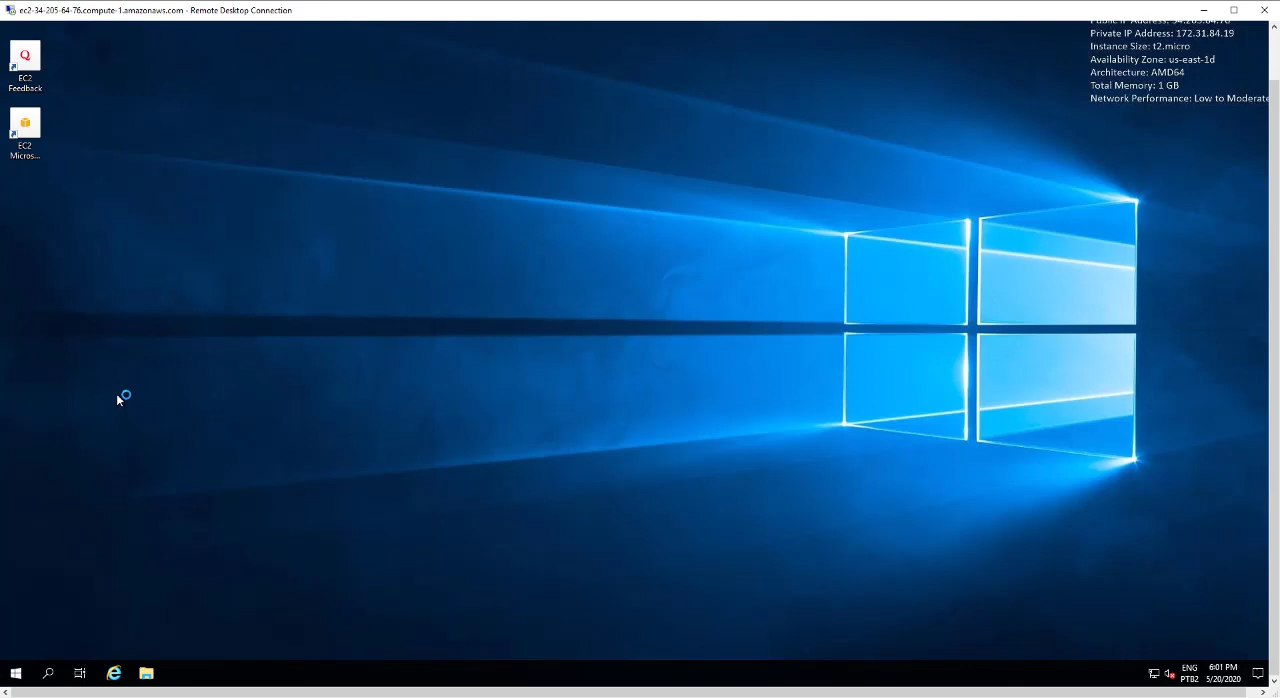 ec2-34-205-64-76.compute-1.amazonaws.com - Remote Desktop Connection
Private IP Address: 172.31.84.19
Instance Size: t2.micro
Availability Zone: us-east-1d
Architecture: AMD64
Total Memory: 1 GB
Network Performance: Low to Moderate
Q
EC2
Feedback
EC2
Micros...
ENG
PTB2
6:01 PM
5/20/2020